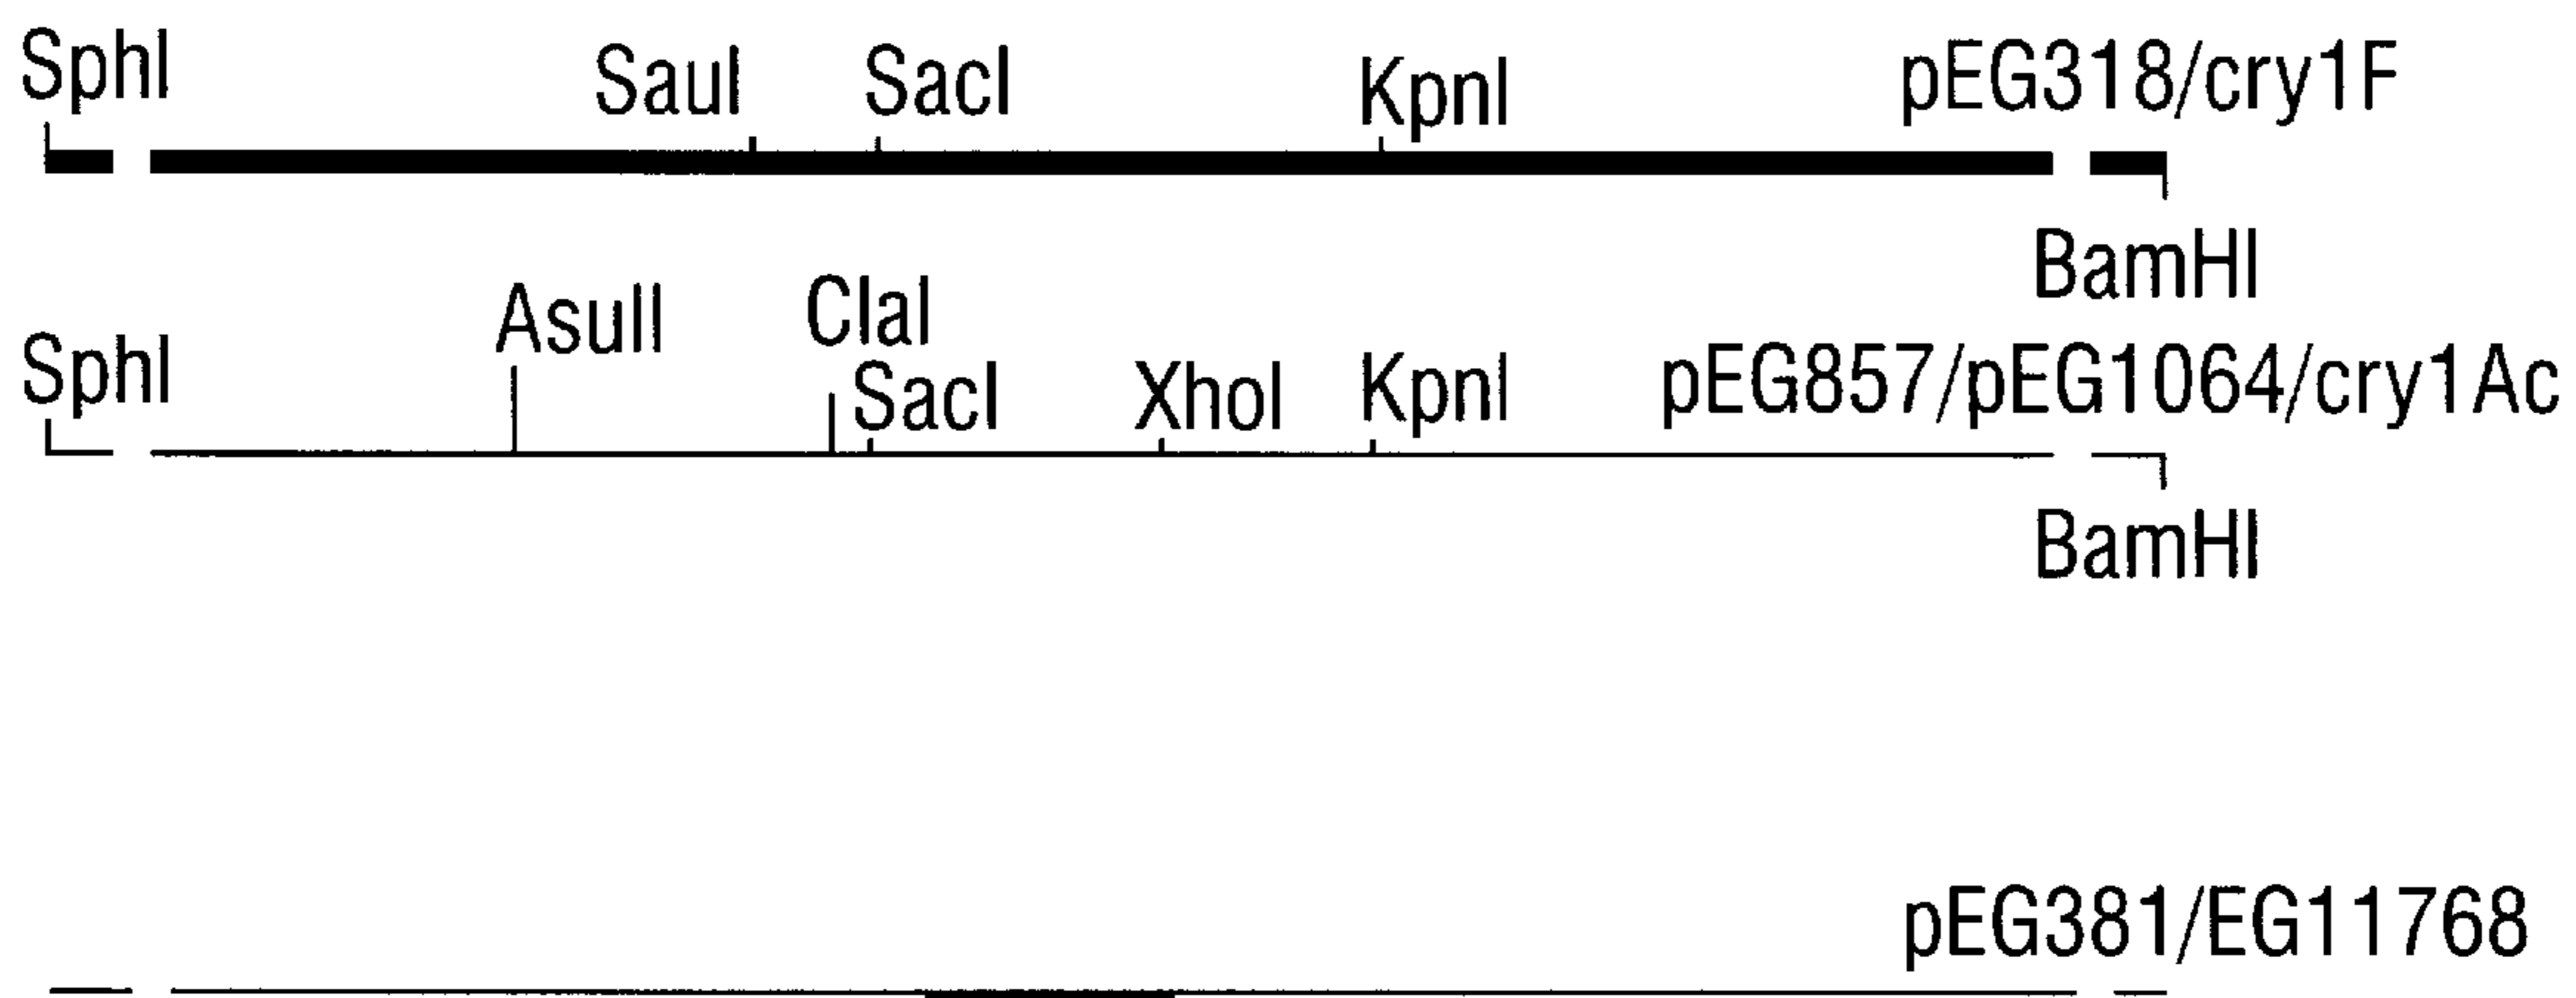 SphI SauI SacI KpnI pEG318/cry1F
BamHI
AsuII ClaI
SphI SacI XhoI KpnI pEG857/pEG1064/cry1Ac
BamHI
pEG381/EG11768